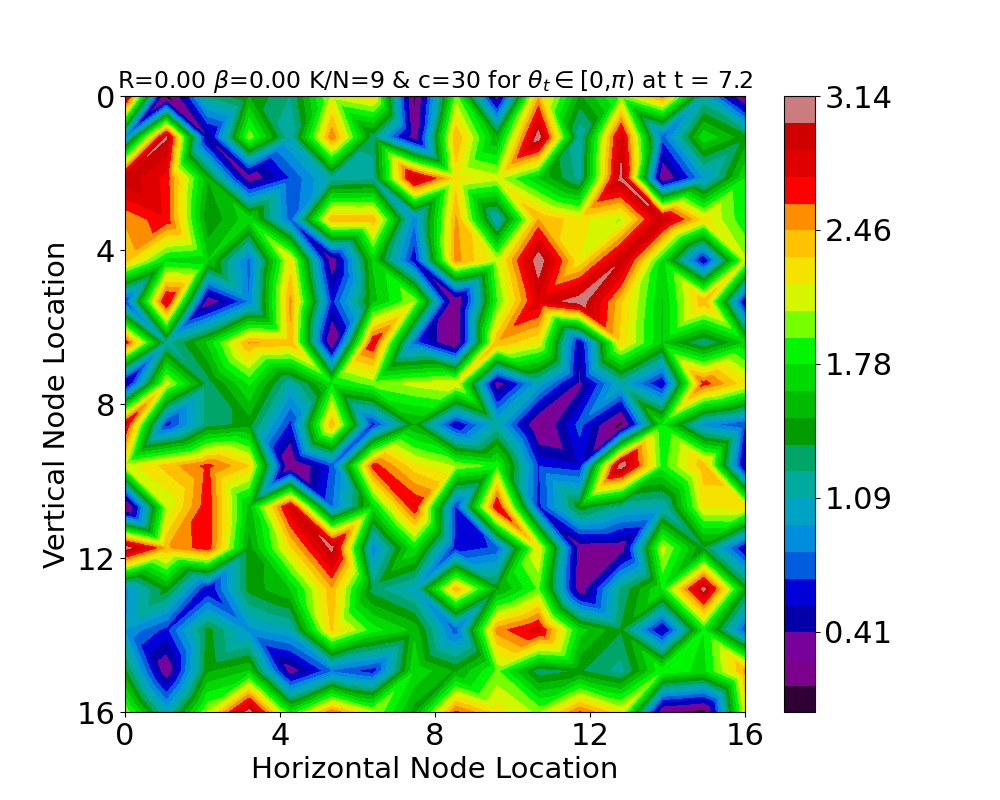 R=0.00 β=0.00 K/N=9 & c=30 for θₜ∈[0,π) at t = 7.2
Vertical Node Location
0
4
8
12
16
0 4 8 12 16
Horizontal Node Location
3.14
2.46
1.78
1.09
0.41